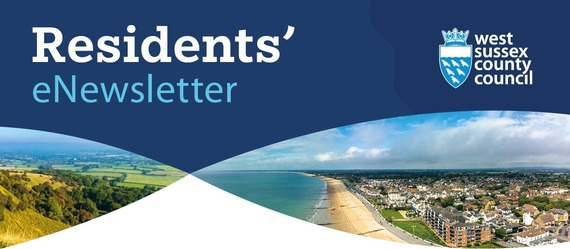 Residents’
eNewsletter
west
sussex
county
council